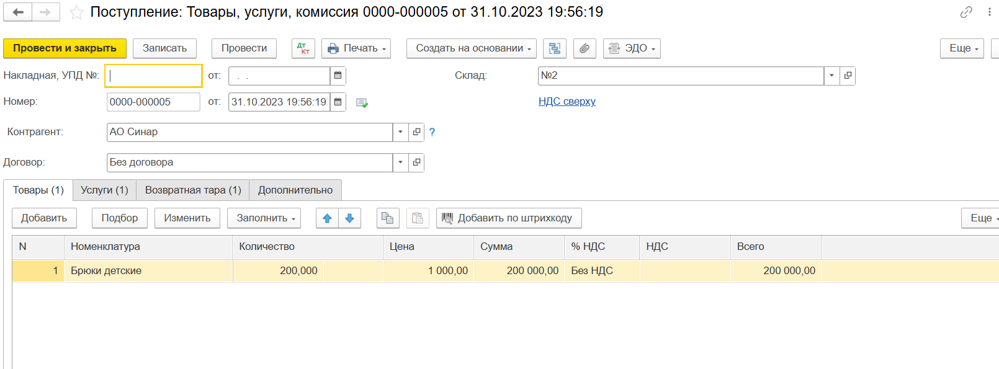 Поступление: Товары, услуги, комиссия 0000-000005 от 31.10.2023 19:56:19
Провести и закрыть Записать Провести Дт Кт Печать Создать на основании ЭДО Еще
Накладная, УПД №: от: . . Склад: №2
Номер: 0000-000005 от: 31.10.2023 19:56:19 НДС сверху
Контрагент: АО Синар ?
Договор: Без договора
Товары (1) Услуги (1) Возвратная тара (1) Дополнительно
Добавить Подбор Изменить Заполнить Добавить по штрихкоду Еще
N Номенклатура Количество Цена Сумма % НДС НДС Всего
1 Брюки детские 200,000 1 000,00 200 000,00 Без НДС 200 000,00